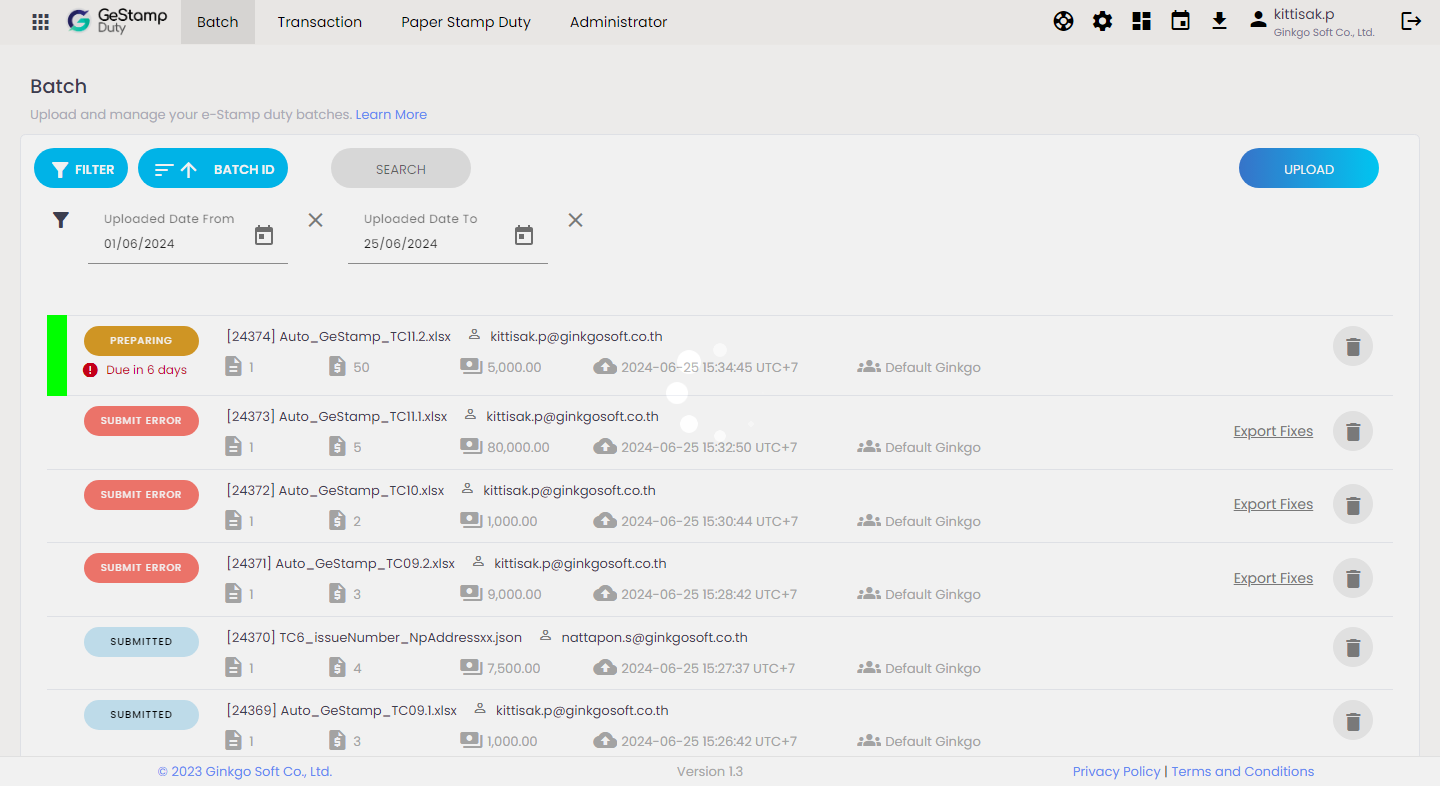 GeStamp
Duty
Batch
Transaction
Paper Stamp Duty
Administrator
kittisak.p
Ginkgo Soft Co., Ltd.
Batch
Upload and manage your e-Stamp duty batches. Learn More
FILTER
BATCH ID
SEARCH
UPLOAD
Uploaded Date From
01/06/2024
Uploaded Date To
25/06/2024
PREPARING
Due in 6 days
[24374] Auto_GeStamp_TC11.2.xlsx kittisak.p@ginkgosoft.co.th
1 50 5,000.00 2024-06-25 15:34:45 UTC+7 Default Ginkgo
SUBMIT ERROR
[24373] Auto_GeStamp_TC11.1.xlsx kittisak.p@ginkgosoft.co.th
1 5 80,000.00 2024-06-25 15:32:50 UTC+7 Default Ginkgo
Export Fixes
SUBMIT ERROR
[24372] Auto_GeStamp_TC10.xlsx kittisak.p@ginkgosoft.co.th
1 2 1,000.00 2024-06-25 15:30:44 UTC+7 Default Ginkgo
Export Fixes
SUBMIT ERROR
[24371] Auto_GeStamp_TC09.2.xlsx kittisak.p@ginkgosoft.co.th
1 3 9,000.00 2024-06-25 15:28:42 UTC+7 Default Ginkgo
Export Fixes
SUBMITTED
[24370] TC6_issueNumber_NpAddressxx.json nattapon.s@ginkgosoft.co.th
1 4 7,500.00 2024-06-25 15:27:37 UTC+7 Default Ginkgo
SUBMITTED
[24369] Auto_GeStamp_TC09.1.xlsx kittisak.p@ginkgosoft.co.th
1 3 1,000.00 2024-06-25 15:26:42 UTC+7 Default Ginkgo
© 2023 Ginkgo Soft Co., Ltd.
Version 1.3
Privacy Policy | Terms and Conditions